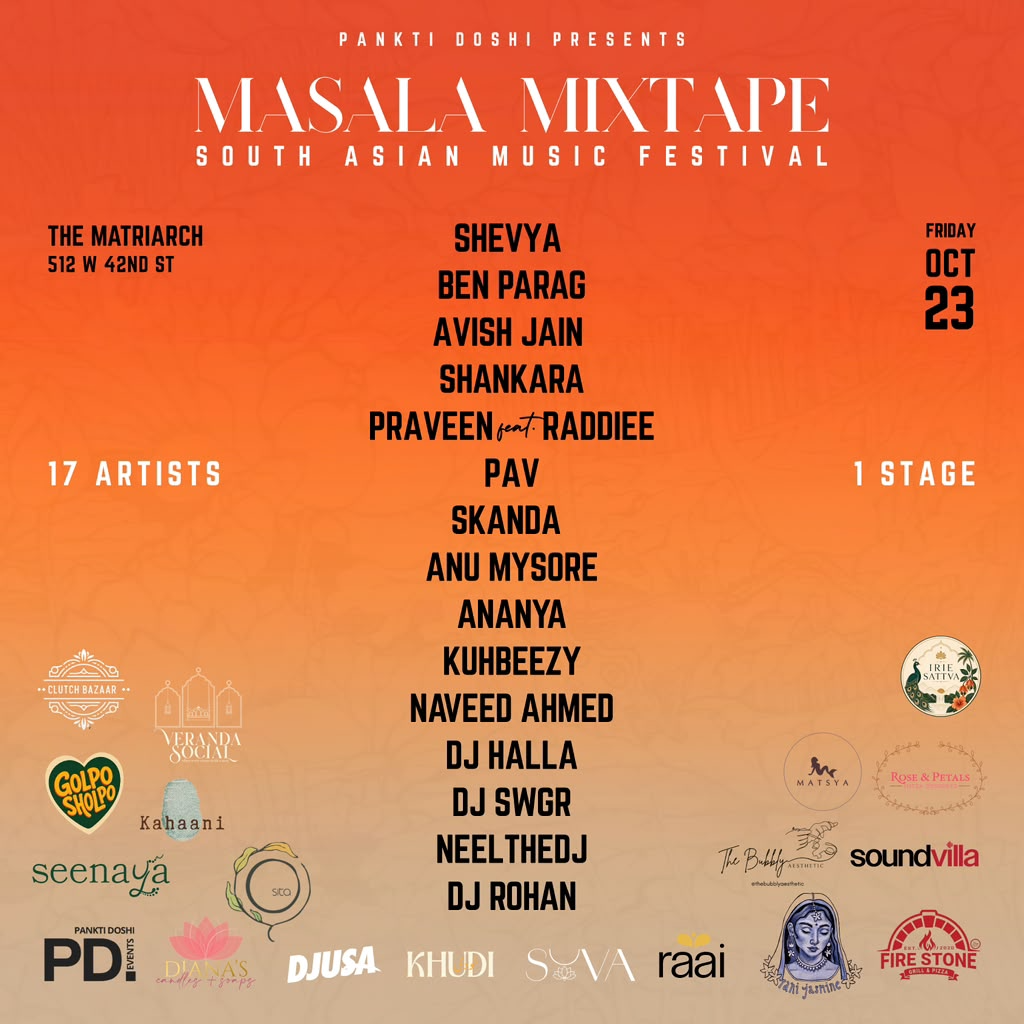 PANKTI DOSHI PRESENTS
MASALA MIXTAPE
SOUTH ASIAN MUSIC FESTIVAL
THE MATRIARCH
512 W 42ND ST
FRIDAY
OCT
23
SHEVYA
BEN PARAG
AVISH JAIN
SHANKARA
PRAVEEN feat. RADDIEE
PAV
17 ARTISTS
1 STAGE
SKANDA
ANU MYSORE
ANANYA
KUHBEEZY
NAVEED AHMED
DJ HALLA
DJ SWGR
NEELTHEDJ
DJ ROHAN
CLUTCH BAZAAR
VERANDA
SOCIAL
GOLPO
SHOLPO
Kahaani
seenaya
sita
PANKTI DOSHI
PD!
EVENTS
DIANA'S
candles + soaps
DJUSA
KHUDI
SUVA
raai
IRIE
SATTVA
MATSYA
ROSE & PETALS
The Bubbly
AESTHETIC
@thebubblyaesthetic
soundvilla
rani jasmine
EST. 2020
FIRE STONE
GRILL & PIZZA